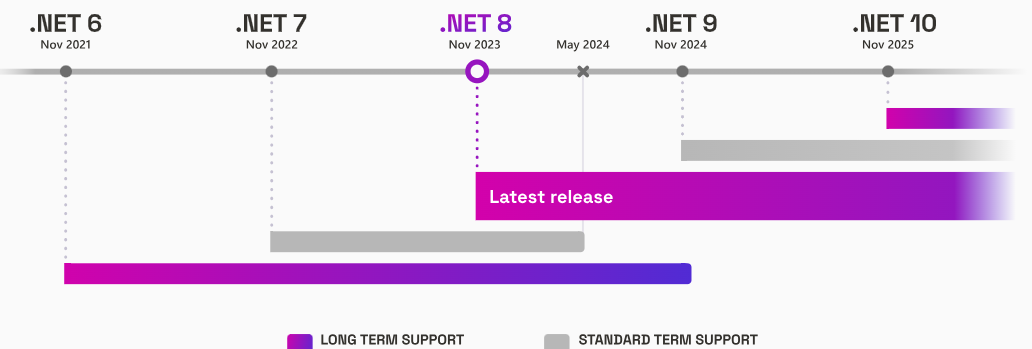 .NET 6 .NET 7 .NET 8 .NET 9 .NET 10
Nov 2021 Nov 2022 Nov 2023 May 2024 Nov 2024 Nov 2025
Latest release
LONG TERM SUPPORT STANDARD TERM SUPPORT